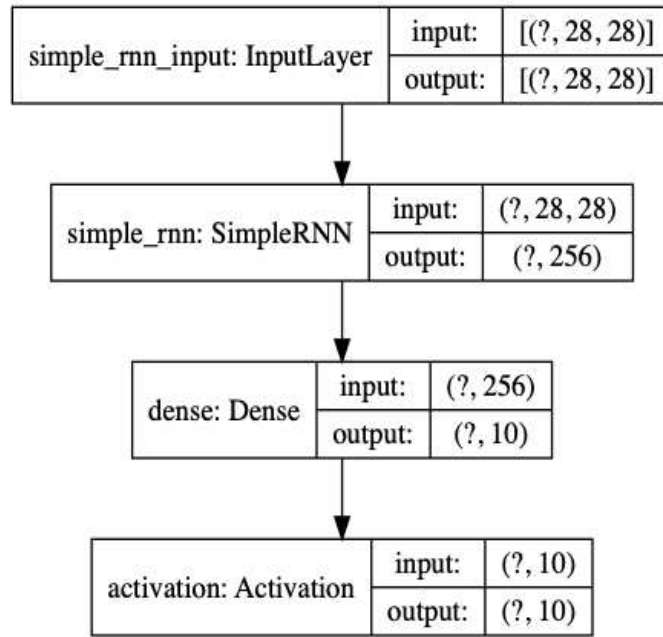 simple_rnn_input: InputLayer
input: [(?, 28, 28)]
output: [(?, 28, 28)]
simple_rnn: SimpleRNN
input: (?, 28, 28)
output: (?, 256)
dense: Dense
input: (?, 256)
output: (?, 10)
activation: Activation
input: (?, 10)
output: (?, 10)